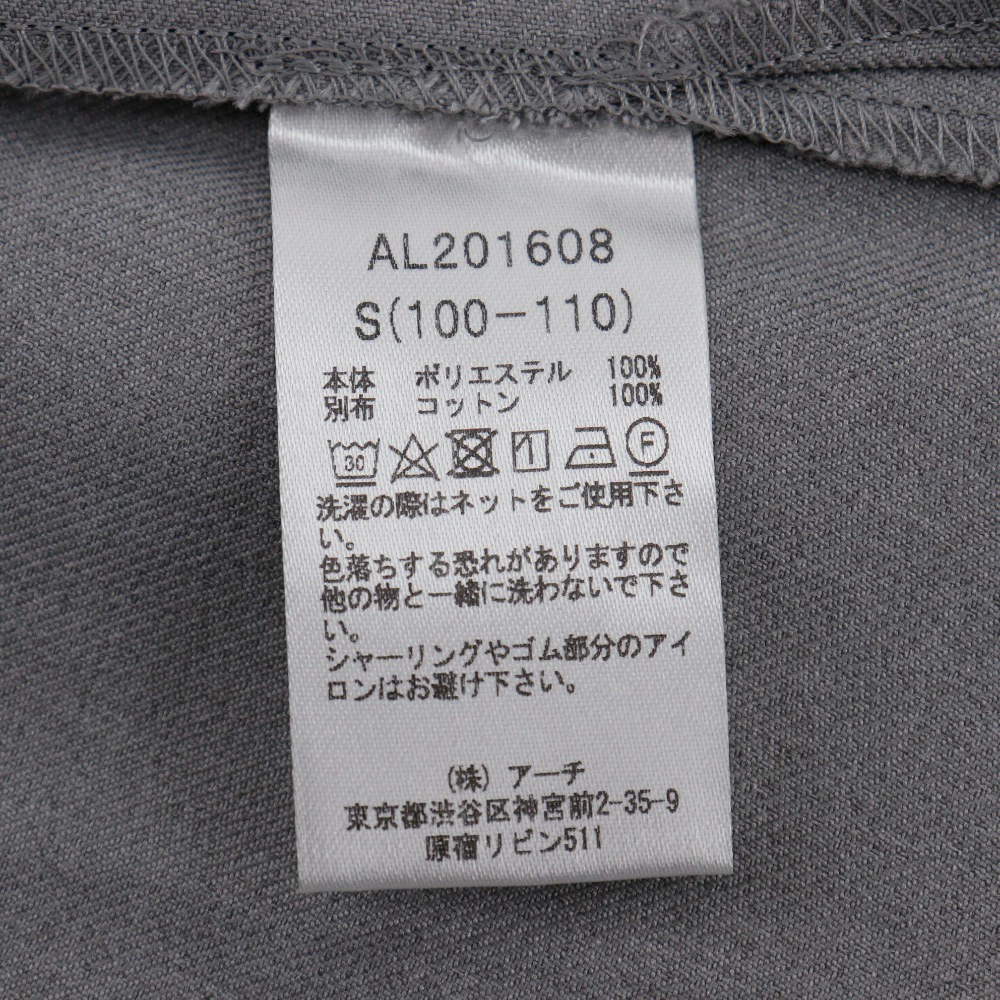 AL201608
S(100-110)
本体 ポリエステル 100%
別布 コットン 100%
30 F
洗濯の際はネットをご使用下さ
い。
色落ちする恐れがありますので
他の物と一緒に洗わないで下さ
い。
シャーリングやゴム部分のアイ
ロンはお避け下さい。
(株) アーチ
東京都渋谷区神宮前2-35-9
原宿リビン511